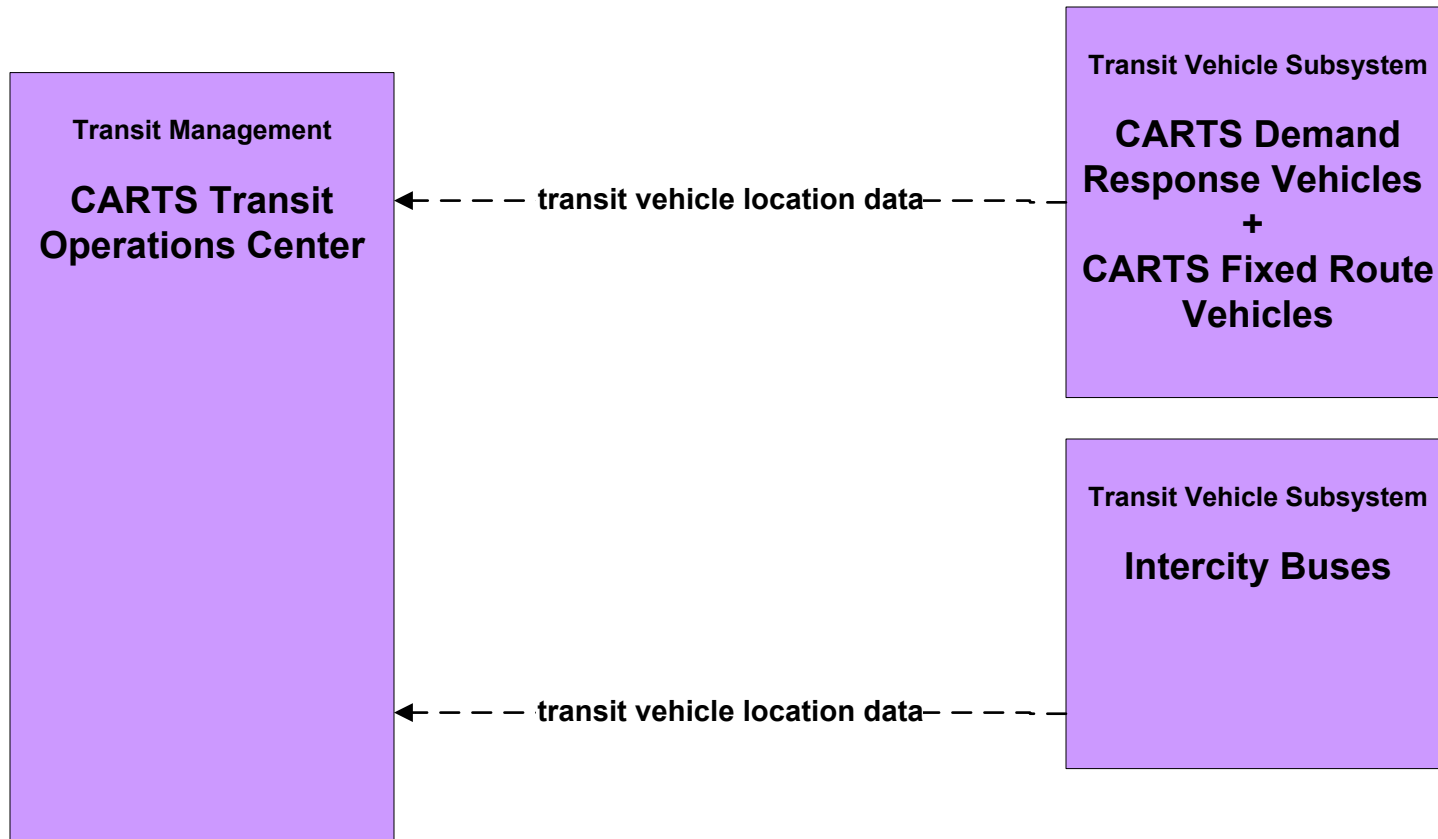 Transit Management
CARTS Transit
Operations Center
transit vehicle location data
Transit Vehicle Subsystem
CARTS Demand
Response Vehicles
+
CARTS Fixed Route
Vehicles
transit vehicle location data
Transit Vehicle Subsystem
Intercity Buses